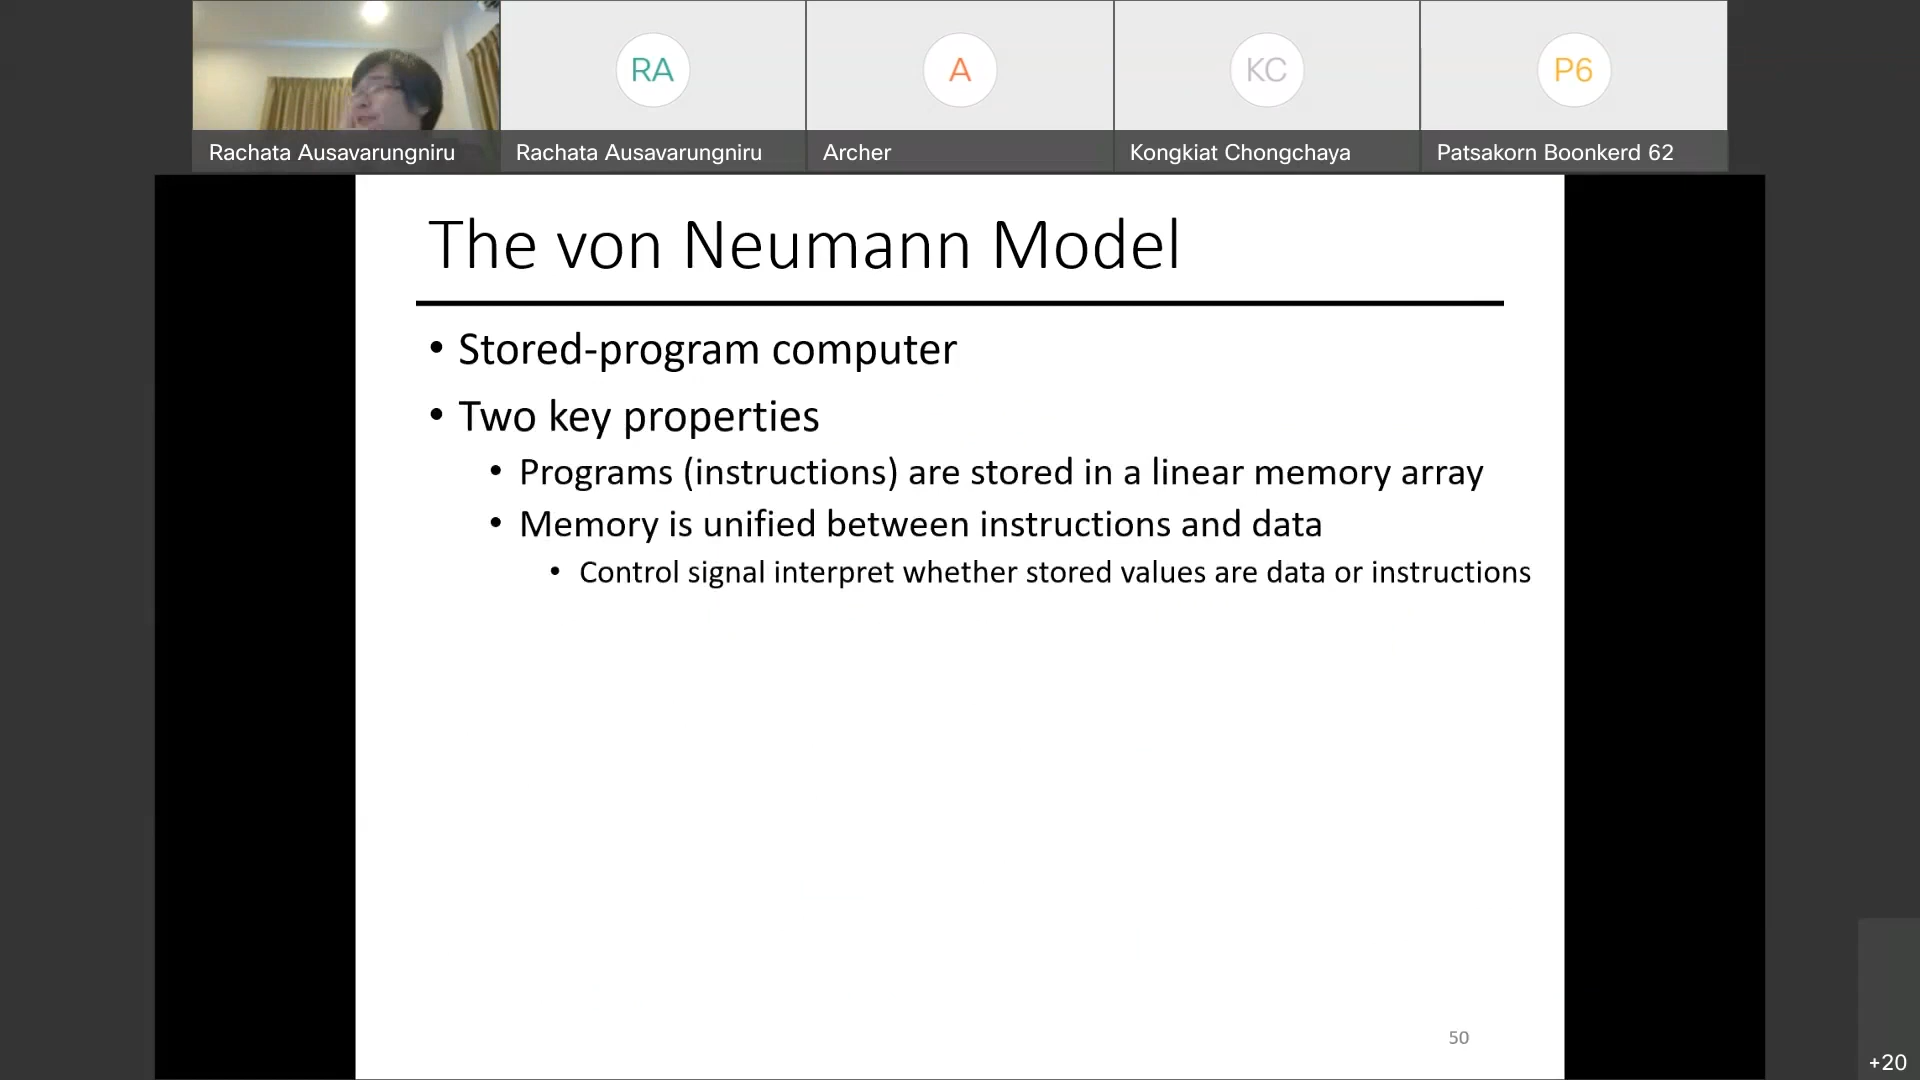 RA
A
KC
P6
Rachata Ausavarungniru
Rachata Ausavarungniru
Archer
Kongkiat Chongchaya
Patsakorn Boonkerd 62
The von Neumann Model
• Stored-program computer
• Two key properties
• Programs (instructions) are stored in a linear memory array
• Memory is unified between instructions and data
• Control signal interpret whether stored values are data or instructions
50
+20